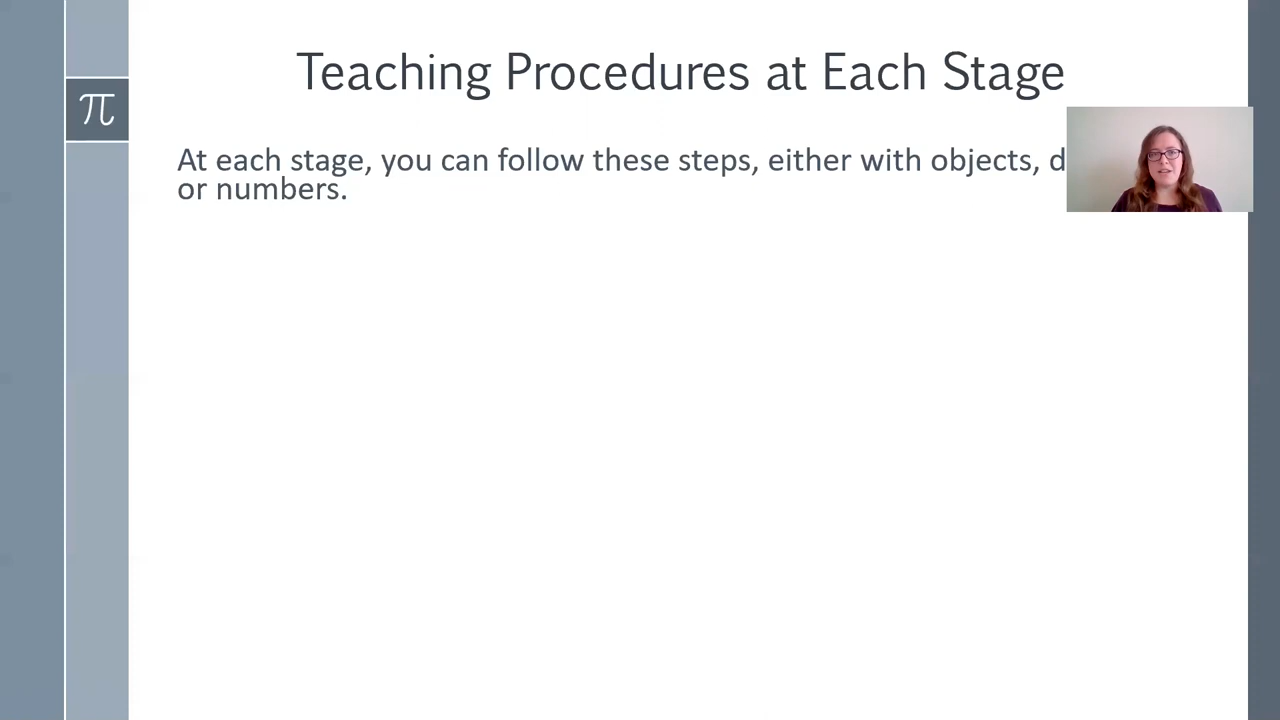 Teaching Procedures at Each Stage
π
At each stage, you can follow these steps, either with objects,
or numbers.